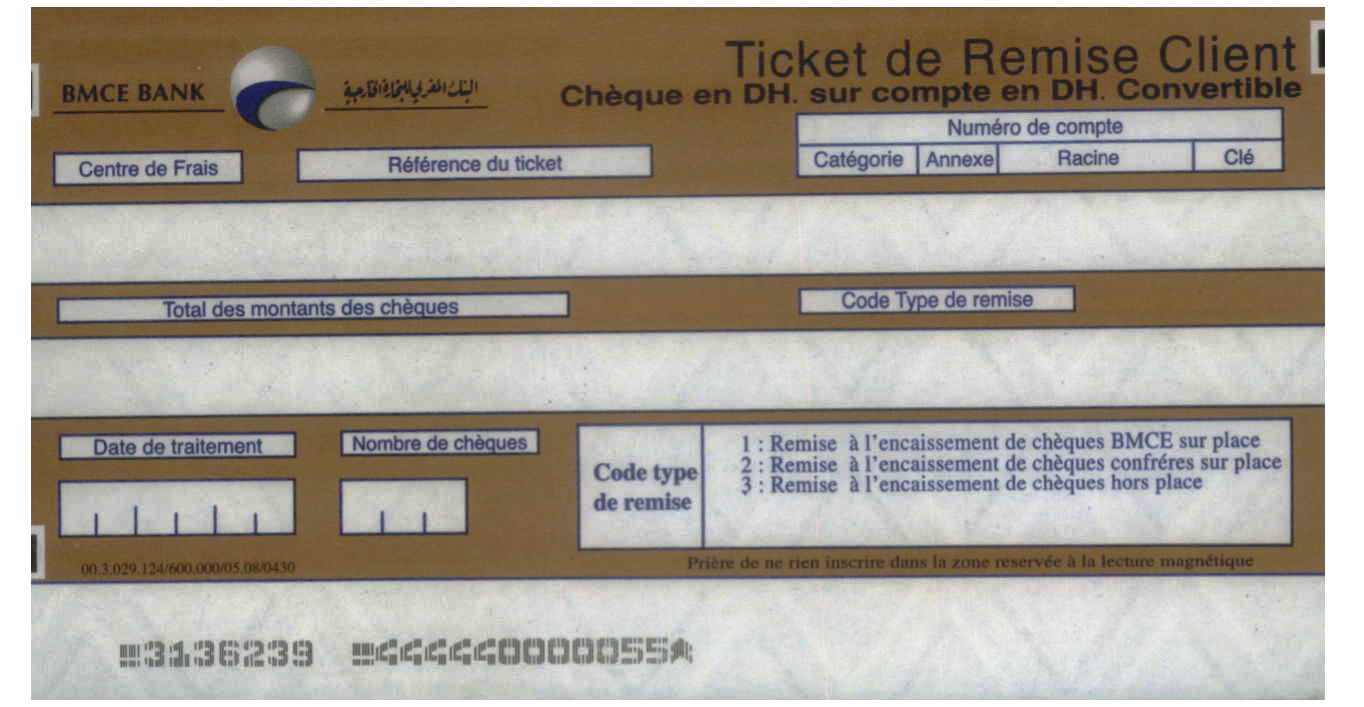 Ticket de Remise Client
BMCE BANK
البنك المغربي للتجارة الخارجية
Chèque en DH. sur compte en DH. Convertible
Numéro de compte
Centre de Frais
Référence du ticket
Catégorie Annexe Racine Clé
Total des montants des chèques
Code Type de remise
Date de traitement
Nombre de chèques
Code type
de remise
1 : Remise à l'encaissement de chèques BMCE sur place
2 : Remise à l'encaissement de chèques confréres sur place
3 : Remise à l'encaissement de chèques hors place
00.3.029.124/600.000/05.08/0430
Prière de ne rien inscrire dans la zone reservée à la lecture magnétique
3136239 0000055